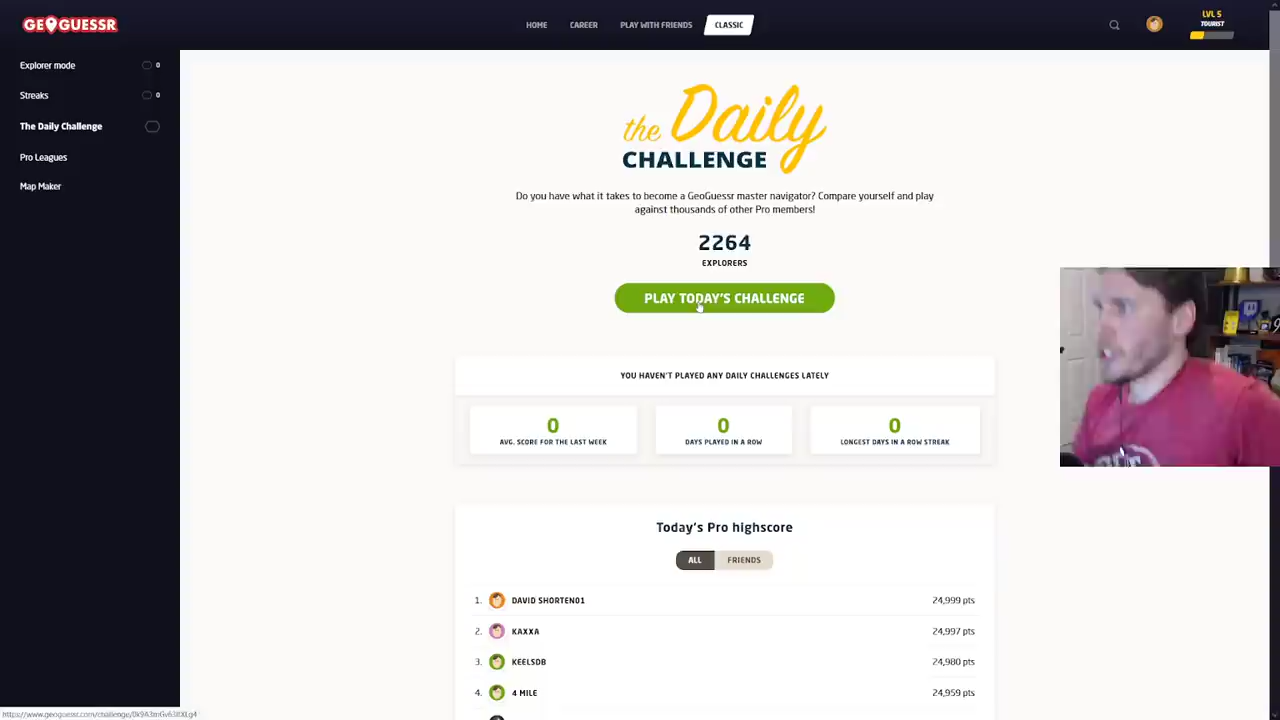 GEOGUESSR
HOME
CAREER
PLAY WITH FRIENDS
CLASSIC
LVL 5
TOURIST
Explorer mode
0
Streaks
0
The Daily Challenge
Pro Leagues
Map Maker
the Daily
CHALLENGE
Do you have what it takes to become a GeoGuessr master navigator? Compare yourself and play
against thousands of other Pro members!
2264
EXPLORERS
PLAY TODAY'S CHALLENGE
YOU HAVEN'T PLAYED ANY DAILY CHALLENGES LATELY
0
AVG. SCORE FOR THE LAST WEEK
0
DAYS PLAYED IN A ROW
0
LONGEST DAYS IN A ROW STREAK
Today's Pro highscore
ALL
FRIENDS
1. DAVID SHORTEN01 24,999 pts
2. KAXXA 24,997 pts
3. KEELSDB 24,980 pts
4. 4 MILE 24,959 pts